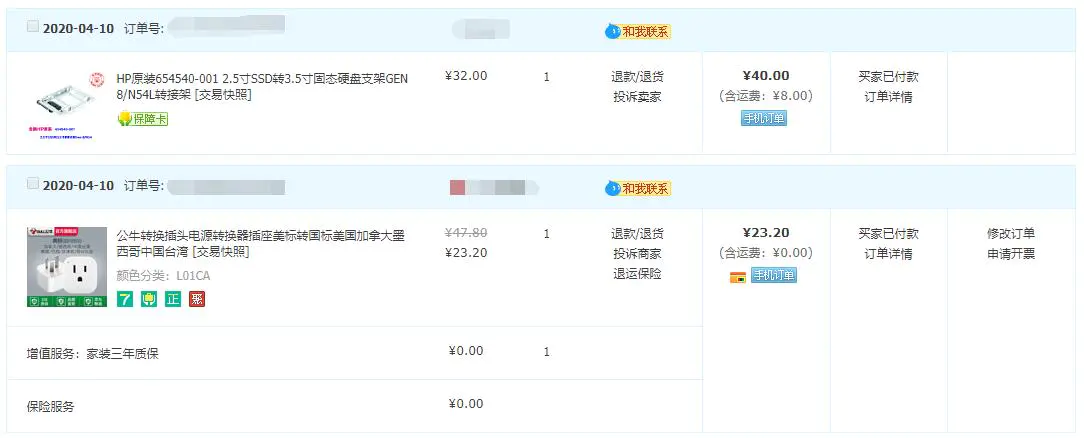 2020-04-10 订单号:
和我联系
HP原装654540-001 2.5寸SSD转3.5寸固态硬盘支架GEN
8/N54L转接架 [交易快照]
保障卡
¥32.00
1
退款/退货
投诉卖家
¥40.00
(含运费: ¥8.00)
手机订单
买家已付款
订单详情
2020-04-10 订单号:
和我联系
公牛转换插头电源转换器插座美标转国标美国加拿大墨
西哥中国台湾 [交易快照]
颜色分类: L01CA
7
正
聚
¥47.80
¥23.20
1
退款/退货
投诉商家
退运保险
¥23.20
(含运费: ¥0.00)
手机订单
买家已付款
订单详情
修改订单
申请开票
增值服务: 家装三年质保
¥0.00
1
保险服务
¥0.00